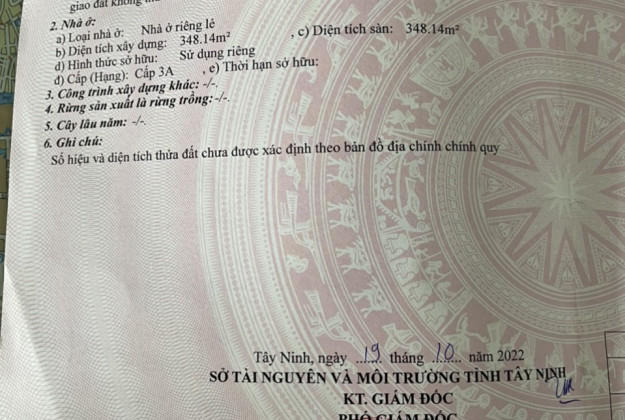 giao đất không
2. Nhà ở:
a) Loại nhà ở: Nhà ở riêng lẻ
b) Diện tích xây dựng: 348.14m² , c) Diện tích sàn: 348.14m²
d) Hình thức sở hữu: Sử dụng riêng
đ) Cấp (Hạng): Cấp 3A , e) Thời hạn sở hữu:
3. Công trình xây dựng khác: -/-.
4. Rừng sản xuất là rừng trồng:-/-.
5. Cây lâu năm: -/-.
6. Ghi chú:
Số hiệu và diện tích thửa đất chưa được xác định theo bản đồ địa chính chính quy
Tây Ninh, ngày ...19... tháng ...10... năm 2022
SỞ TÀI NGUYÊN VÀ MÔI TRƯỜNG TỈNH TÂY NINH
KT. GIÁM ĐỐC
PHÓ GIÁM ĐỐC